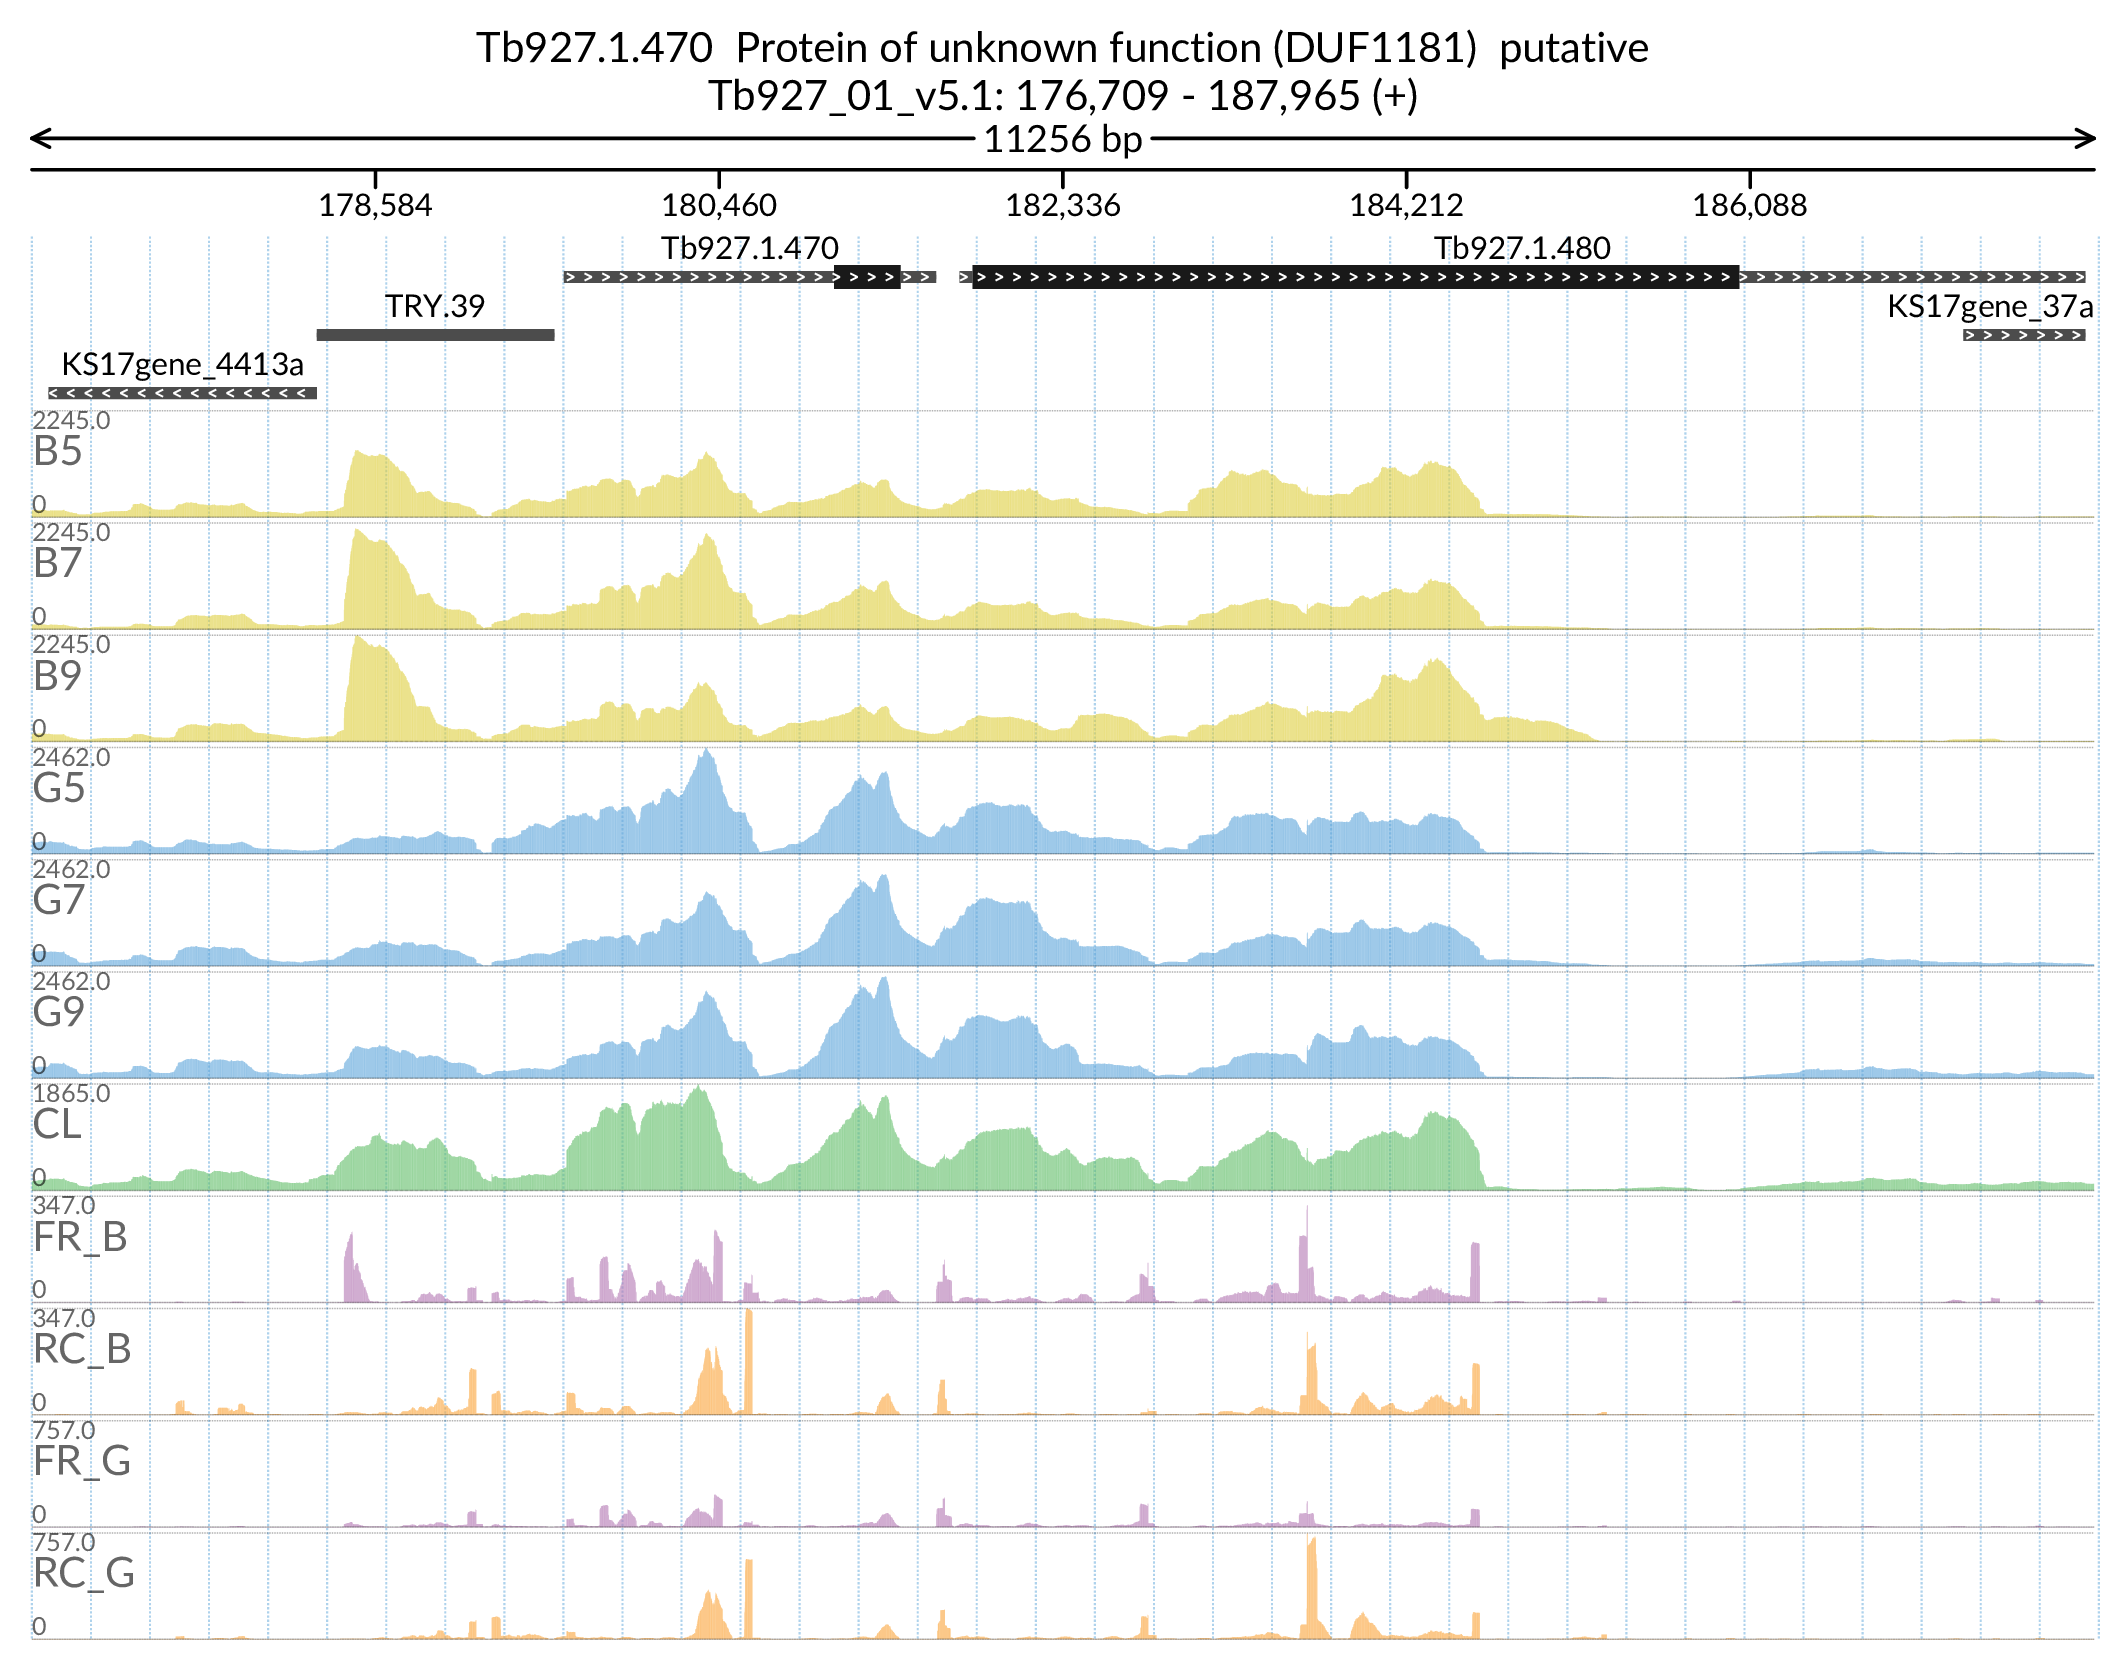 Tb927.1.470  Protein of unknown function (DUF1181)  putative
Tb927_01_v5.1: 176,709 - 187,965 (+)
11256 bp
178,584 180,460 182,336 184,212 186,088
Tb927.1.470 Tb927.1.480
TRY.39 KS17gene_37a
KS17gene_4413a
2245.0
B5
0
2245.0
B7
0
2245.0
B9
0
2462.0
G5
0
2462.0
G7
0
2462.0
G9
0
1865.0
CL
0
347.0
FR_B
0
347.0
RC_B
0
757.0
FR_G
0
757.0
RC_G
0